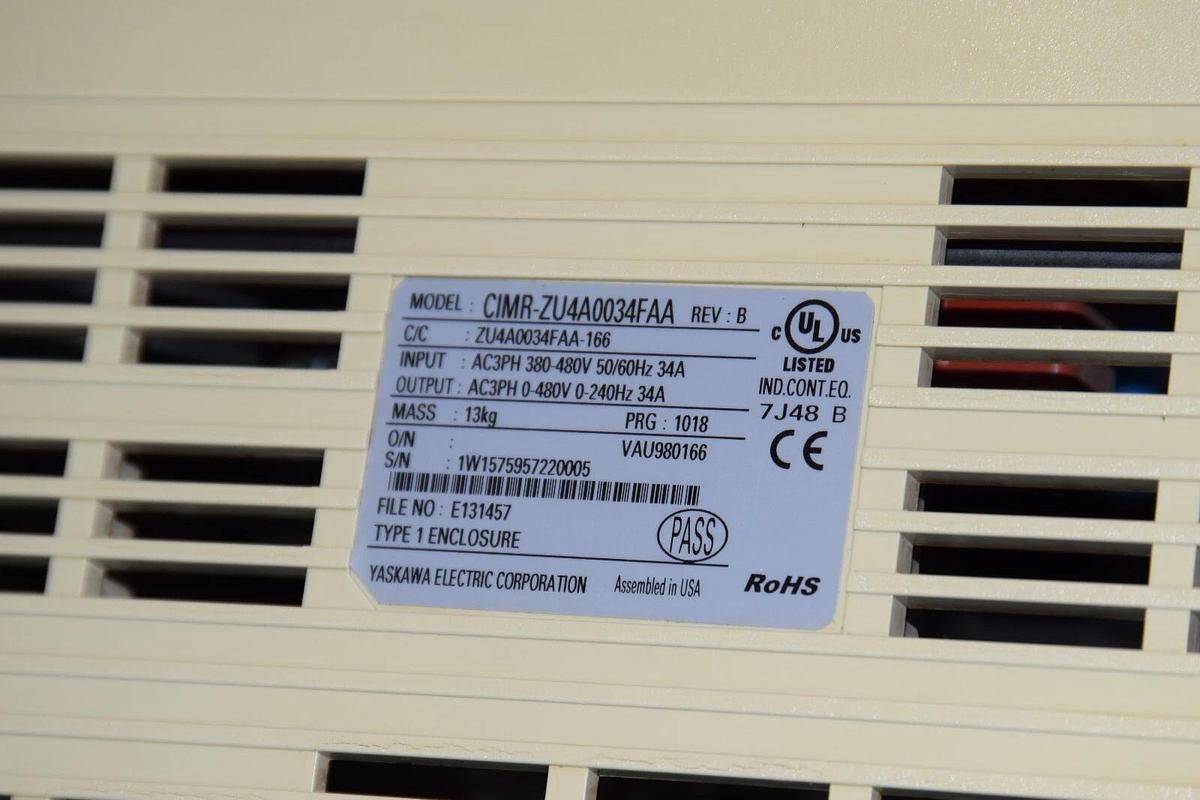 MODEL : CIMR-ZU4A0034FAA REV : B
C/C : ZU4A0034FAA-166
INPUT : AC3PH 380-480V 50/60Hz 34A
OUTPUT : AC3PH 0-480V 0-240Hz 34A
MASS : 13kg PRG : 1018
O/N : VAU980166
S/N : 1W1575957220005
FILE NO : E131457
TYPE 1 ENCLOSURE
PASS
YASKAWA ELECTRIC CORPORATION Assembled in USA
C UL US
LISTED
IND.CONT.EQ.
7J48 B
CE
RoHS